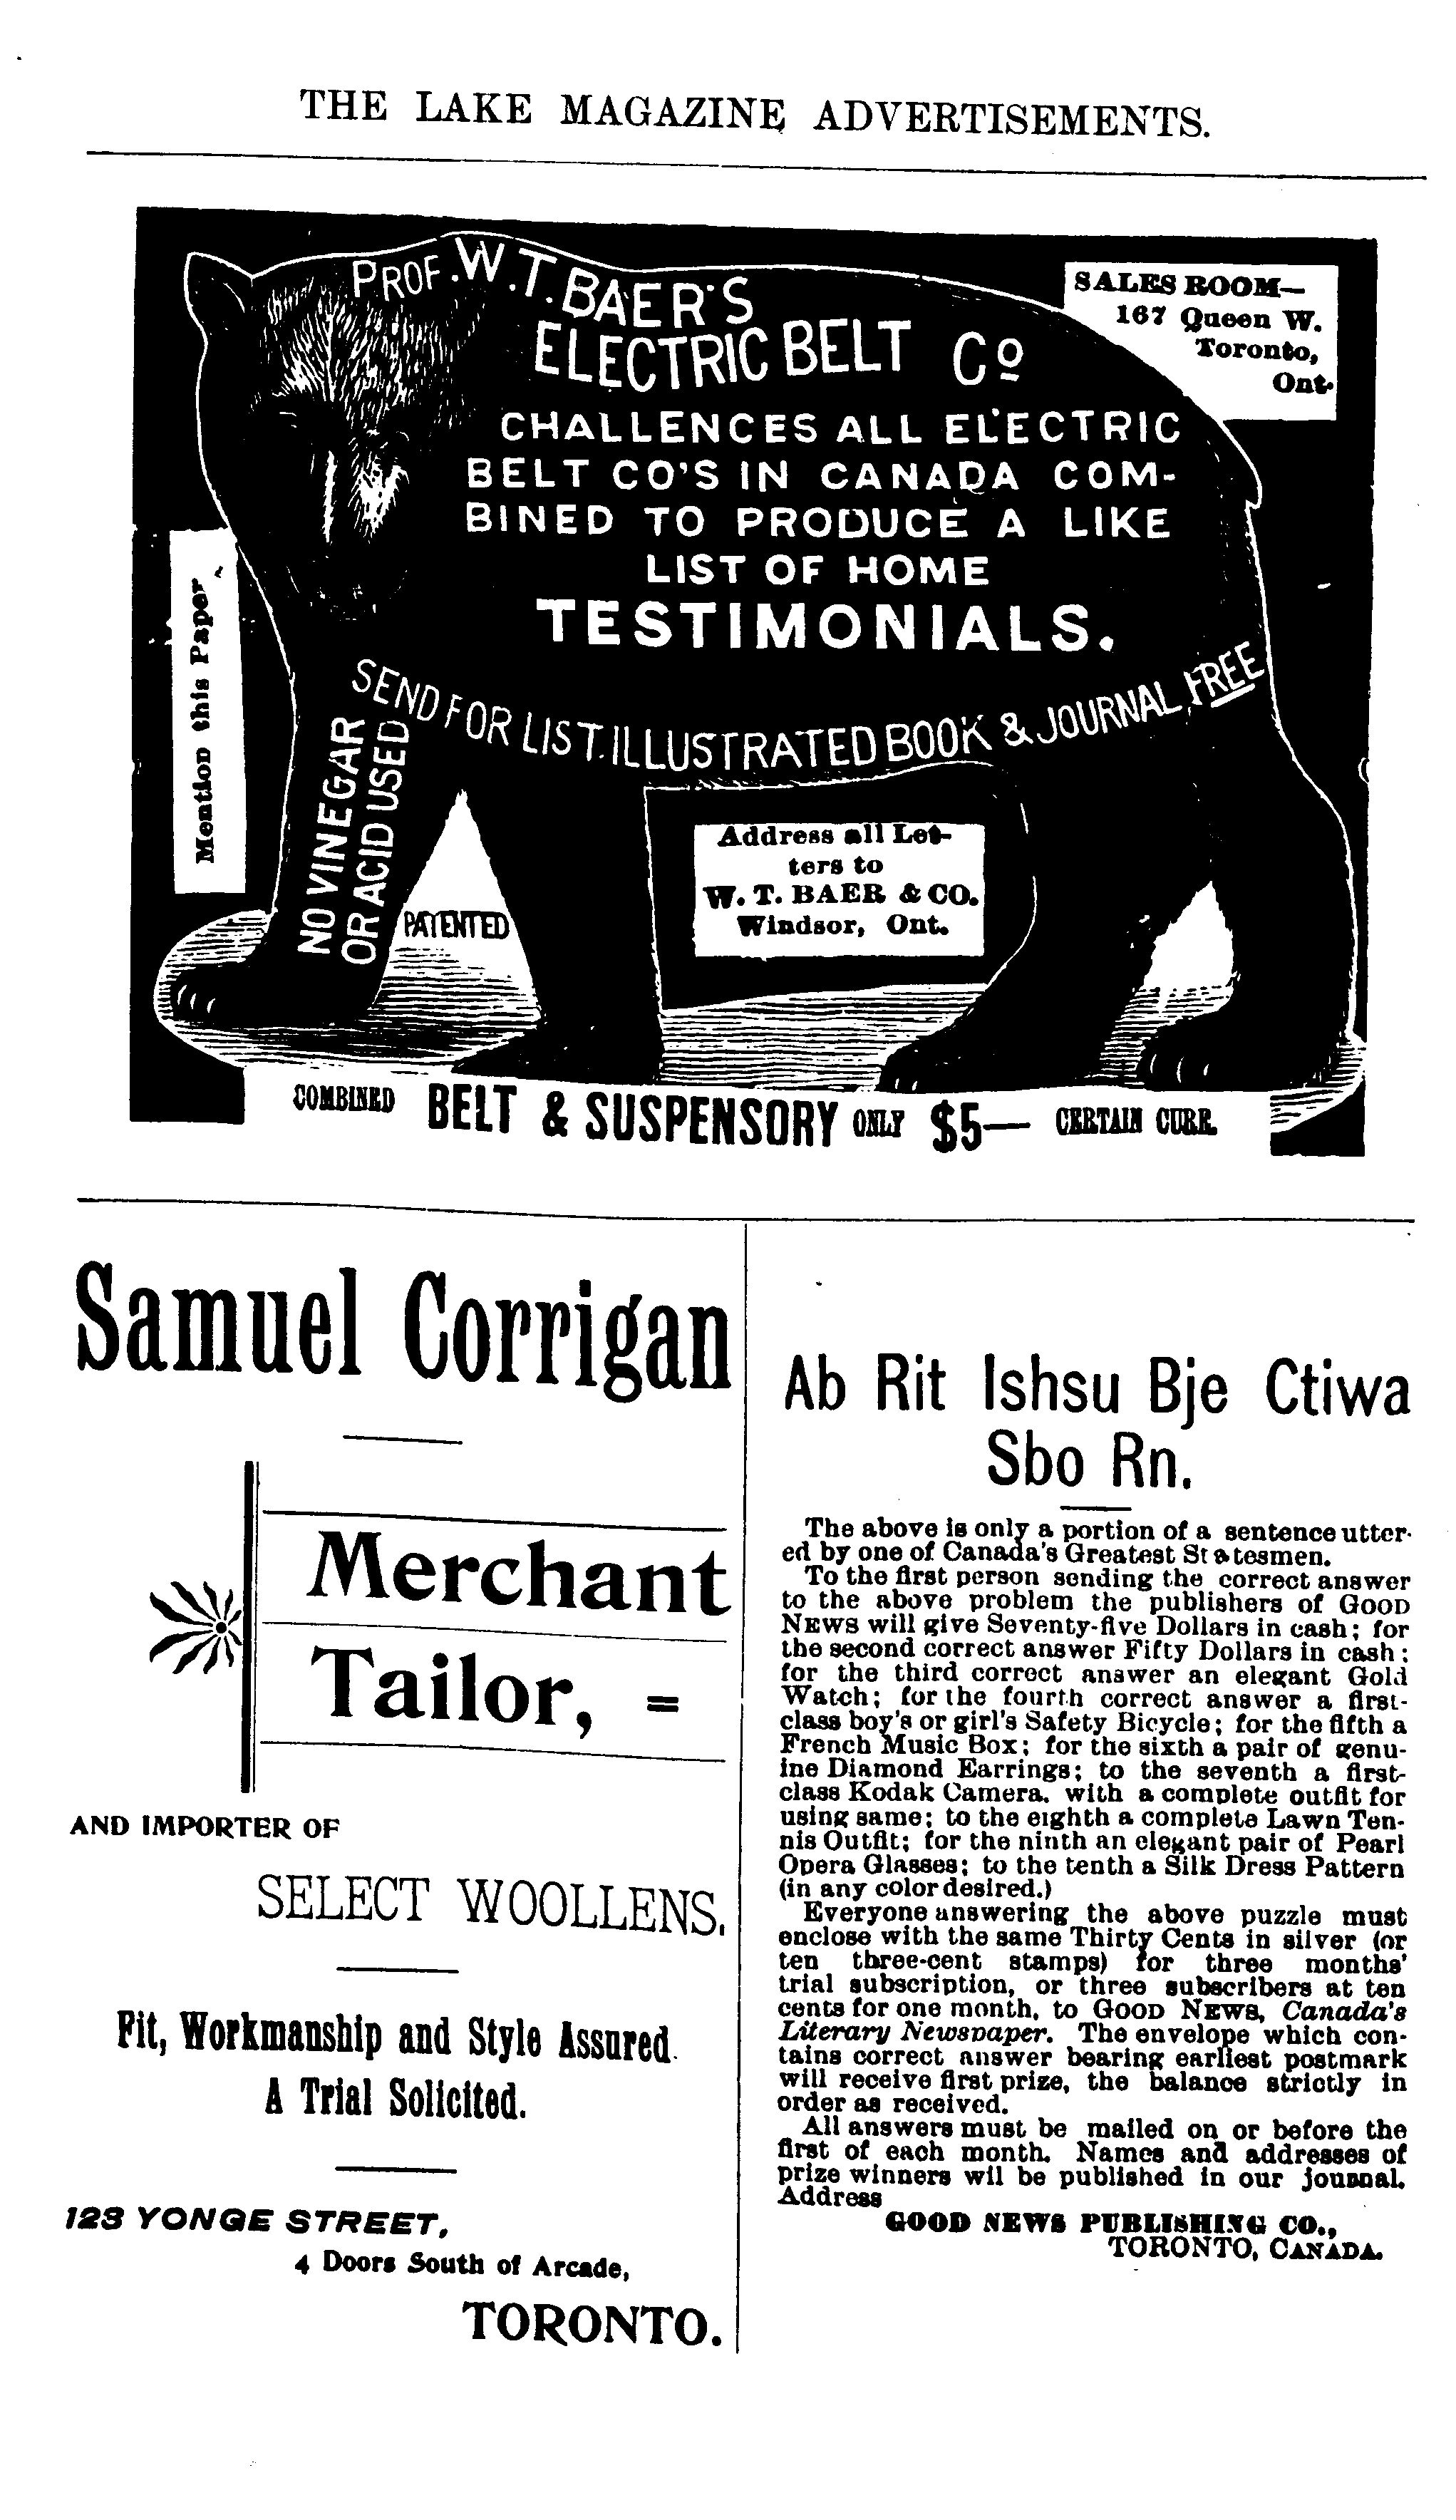 THE LAKE MAGAZINE ADVERTISEMENTS.
PROF. W. T. BAER'S
ELECTRIC BELT Co
SALES ROOM—
167 Queen W.
Toronto,
Ont.
CHALLENGES ALL ELECTRIC
BELT CO'S IN CANADA COM-
BINED TO PRODUCE A LIKE
LIST OF HOME
TESTIMONIALS.
SEND FOR LIST. ILLUSTRATED BOOK & JOURNAL FREE
Mention this Paper
NO VINEGAR
OR ACID USED
PATENTED
Address all Let-
ters to
W. T. BAER & CO.
Windsor, Ont.
COMBINED BELT & SUSPENSORY ONLY $5— CERTAIN CURE.
Samuel Corrigan
Merchant
Tailor, =
AND IMPORTER OF
SELECT WOOLLENS.
Fit, Workmanship and Style Assured.
A Trial Solicited.
123 YONGE STREET,
4 Doors South of Arcade,
TORONTO.
Ab Rit Ishsu Bje Ctiwa
Sbo Rn.
The above is only a portion of a sentence utter-
ed by one of Canada's Greatest Statesmen.
To the first person sending the correct answer
to the above problem the publishers of GOOD
NEWS will give Seventy-five Dollars in cash; for
the second correct answer Fifty Dollars in cash;
for the third correct answer an elegant Gold
Watch; for the fourth correct answer a first-
class boy's or girl's Safety Bicycle; for the fifth a
French Music Box; for the sixth a pair of genu-
ine Diamond Earrings; to the seventh a first-
class Kodak Camera, with a complete outfit for
using same; to the eighth a complete Lawn Ten-
nis Outfit; for the ninth an elegant pair of Pearl
Opera Glasses; to the tenth a Silk Dress Pattern
(in any color desired.)
Everyone answering the above puzzle must
enclose with the same Thirty Cents in silver (or
ten three-cent stamps) for three months'
trial subscription, or three subscribers at ten
cents for one month, to GOOD NEWS, Canada's
Literary Newspaper. The envelope which con-
tains correct answer bearing earliest postmark
will receive first prize, the balance strictly in
order as received.
All answers must be mailed on or before the
first of each month. Names and addresses of
prize winners wil be published in our jounnal.
Address
GOOD NEWS PUBLISHING CO.,
TORONTO, CANADA.